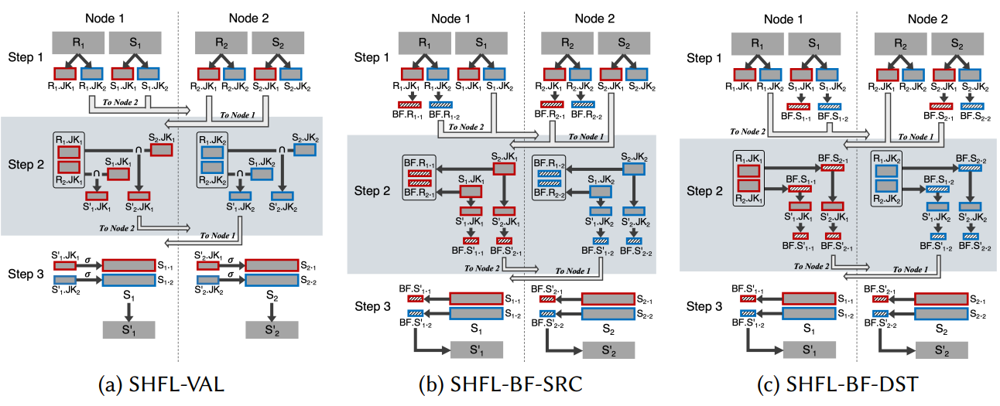 Node 1 Node 2
R1 S1 R2 S2
Step 1
R1.JK1 R1.JK2 S1.JK1 S1.JK2 R2.JK1 R2.JK2 S2.JK1 S2.JK2
To Node 2
To Node 1
R1.JK1 S2.JK1 R1.JK2 S2.JK2
∩ ∩
Step 2
S1.JK1 S1.JK2
∩ ∩
R2.JK1 R2.JK2
S'1.JK1 S'2.JK1 S'1.JK2 S'2.JK2
To Node 2
To Node 1
S'1.JK1 σ S1·1 S'2.JK1 σ S2·1
Step 3
S'1.JK2 σ S1·2 S'2.JK2 σ S2·2
S1 S2
S'1 S'2
(a) SHFL-VAL
Node 1 Node 2
R1 S1 R2 S2
Step 1
R1.JK1 R1.JK2 S1.JK1 S1.JK2 R2.JK1 R2.JK2 S2.JK1 S2.JK2
BF.R1·1 BF.R1·2 BF.R2·1 BF.R2·2
To Node 2
To Node 1
S2.JK1 S2.JK2
BF.R1·1 BF.R1·2
Step 2
S1.JK1 S1.JK2
BF.R2·1 BF.R2·2
S'1.JK1 S'2.JK1 S'1.JK2 S'2.JK2
BF.S'1·1 BF.S'2·1 BF.S'1·2 BF.S'2·2
To Node 2
To Node 1
BF.S'1·1 S1·1 BF.S'2·1 S2·1
Step 3
BF.S'1·2 S1·2 BF.S'2·2 S2·2
S1 S2
S'1 S'2
(b) SHFL-BF-SRC
Node 1 Node 2
R1 S1 R2 S2
Step 1
R1.JK1 R1.JK2 S1.JK1 S1.JK2 R2.JK1 R2.JK2 S2.JK1 S2.JK2
BF.S1·1 BF.S1·2 BF.S2·1 BF.S2·2
To Node 2
To Node 1
R1.JK1 BF.S2·1 R1.JK2 BF.S2·2
Step 2
BF.S1·1 BF.S1·2
R2.JK1 R2.JK2
S'1.JK1 S'2.JK1 S'1.JK2 S'2.JK2
BF.S'1·1 BF.S'2·1 BF.S'1·2 BF.S'2·2
To Node 2
To Node 1
BF.S'1·1 S1·1 BF.S'2·1 S2·1
Step 3
BF.S'1·2 S1·2 BF.S'2·2 S2·2
S1 S2
S'1 S'2
(c) SHFL-BF-DST